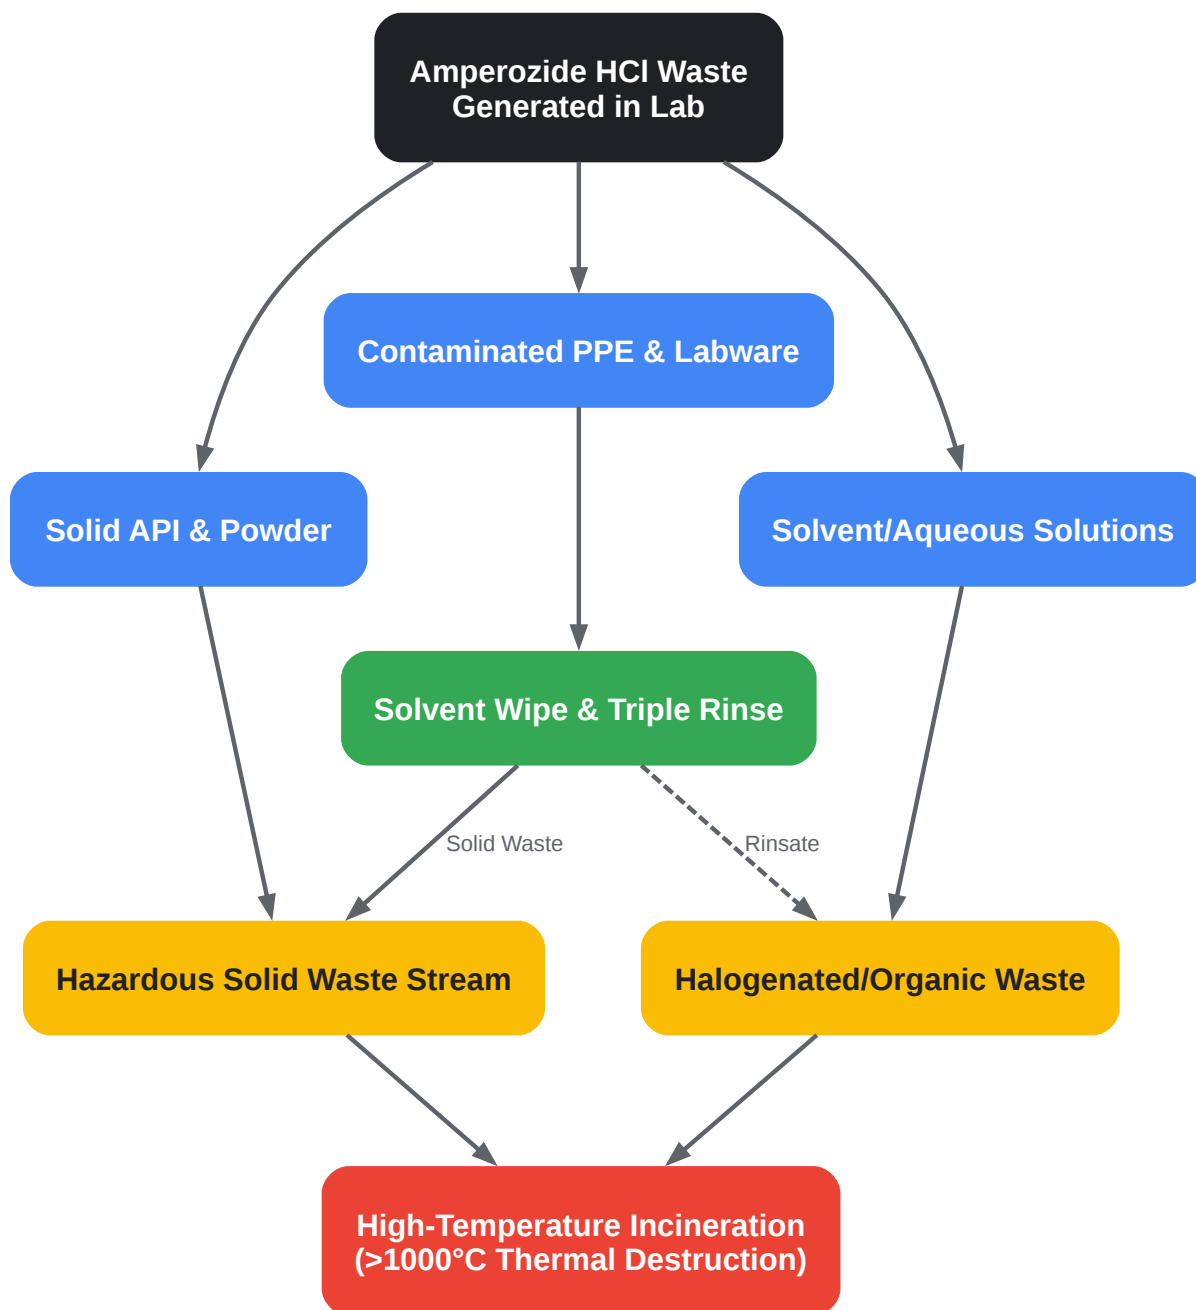 Amperozide HCl Waste
Generated in Lab
Contaminated PPE & Labware
Solid API & Powder
Solvent/Aqueous Solutions
Solvent Wipe & Triple Rinse
Solid Waste
Rinsate
Hazardous Solid Waste Stream
Halogenated/Organic Waste
High-Temperature Incineration
(>1000°C Thermal Destruction)